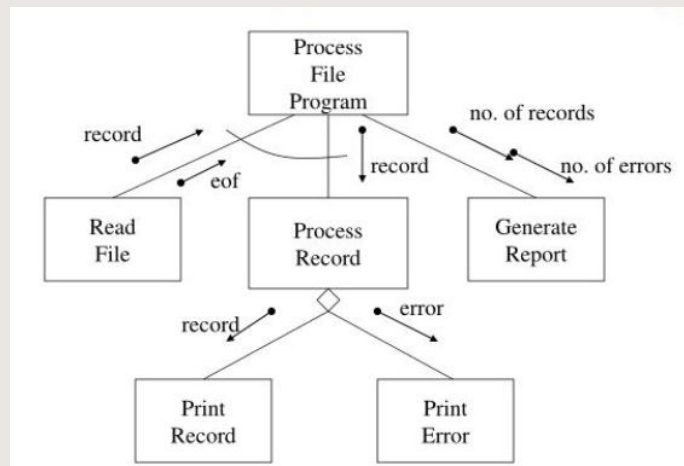 Process
File
Program
record
no. of records
record
no. of errors
eof
Read
File
Process
Record
Generate
Report
record
error
Print
Record
Print
Error